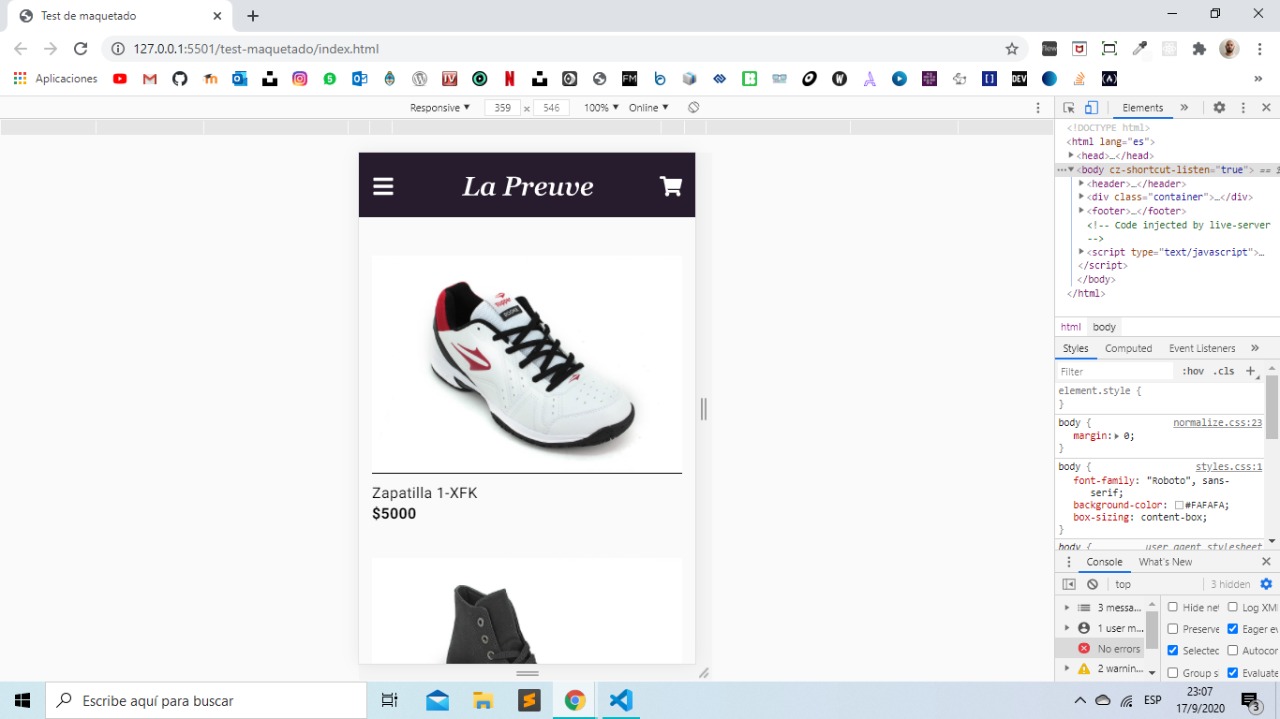 Test de maquetado
127.0.0.1:5501/test-maquetado/index.html
Aplicaciones
Responsive ▼ 359 × 546 100% ▼ Online ▼
La Preuve
Zapatilla 1-XFK
$5000
Elements
<!DOCTYPE html>
<html lang="es">
<head>…</head>
<body cz-shortcut-listen="true"> ==
<header>…</header>
<div class="container">…</div>
<footer>…</footer>
<!-- Code injected by live-server
-->
<script type="text/javascript">…
</script>
</body>
</html>
html body
Styles Computed Event Listeners
Filter :hov .cls +
element.style {
}
body { normalize.css:23
margin: 0;
}
body { styles.css:1
font-family: "Roboto", sans-
serif;
background-color: #FAFAFA;
box-sizing: content-box;
}
body { user agent stylesheet
Console What's New
top 3 hidden
3 messa...
1 user m...
No errors
2 warnin...
Hide net Log XM
Preserve Eager ev
Selected Autocor
Group s Evaluate
Escribe aquí para buscar
ESP
23:07
17/9/2020
3